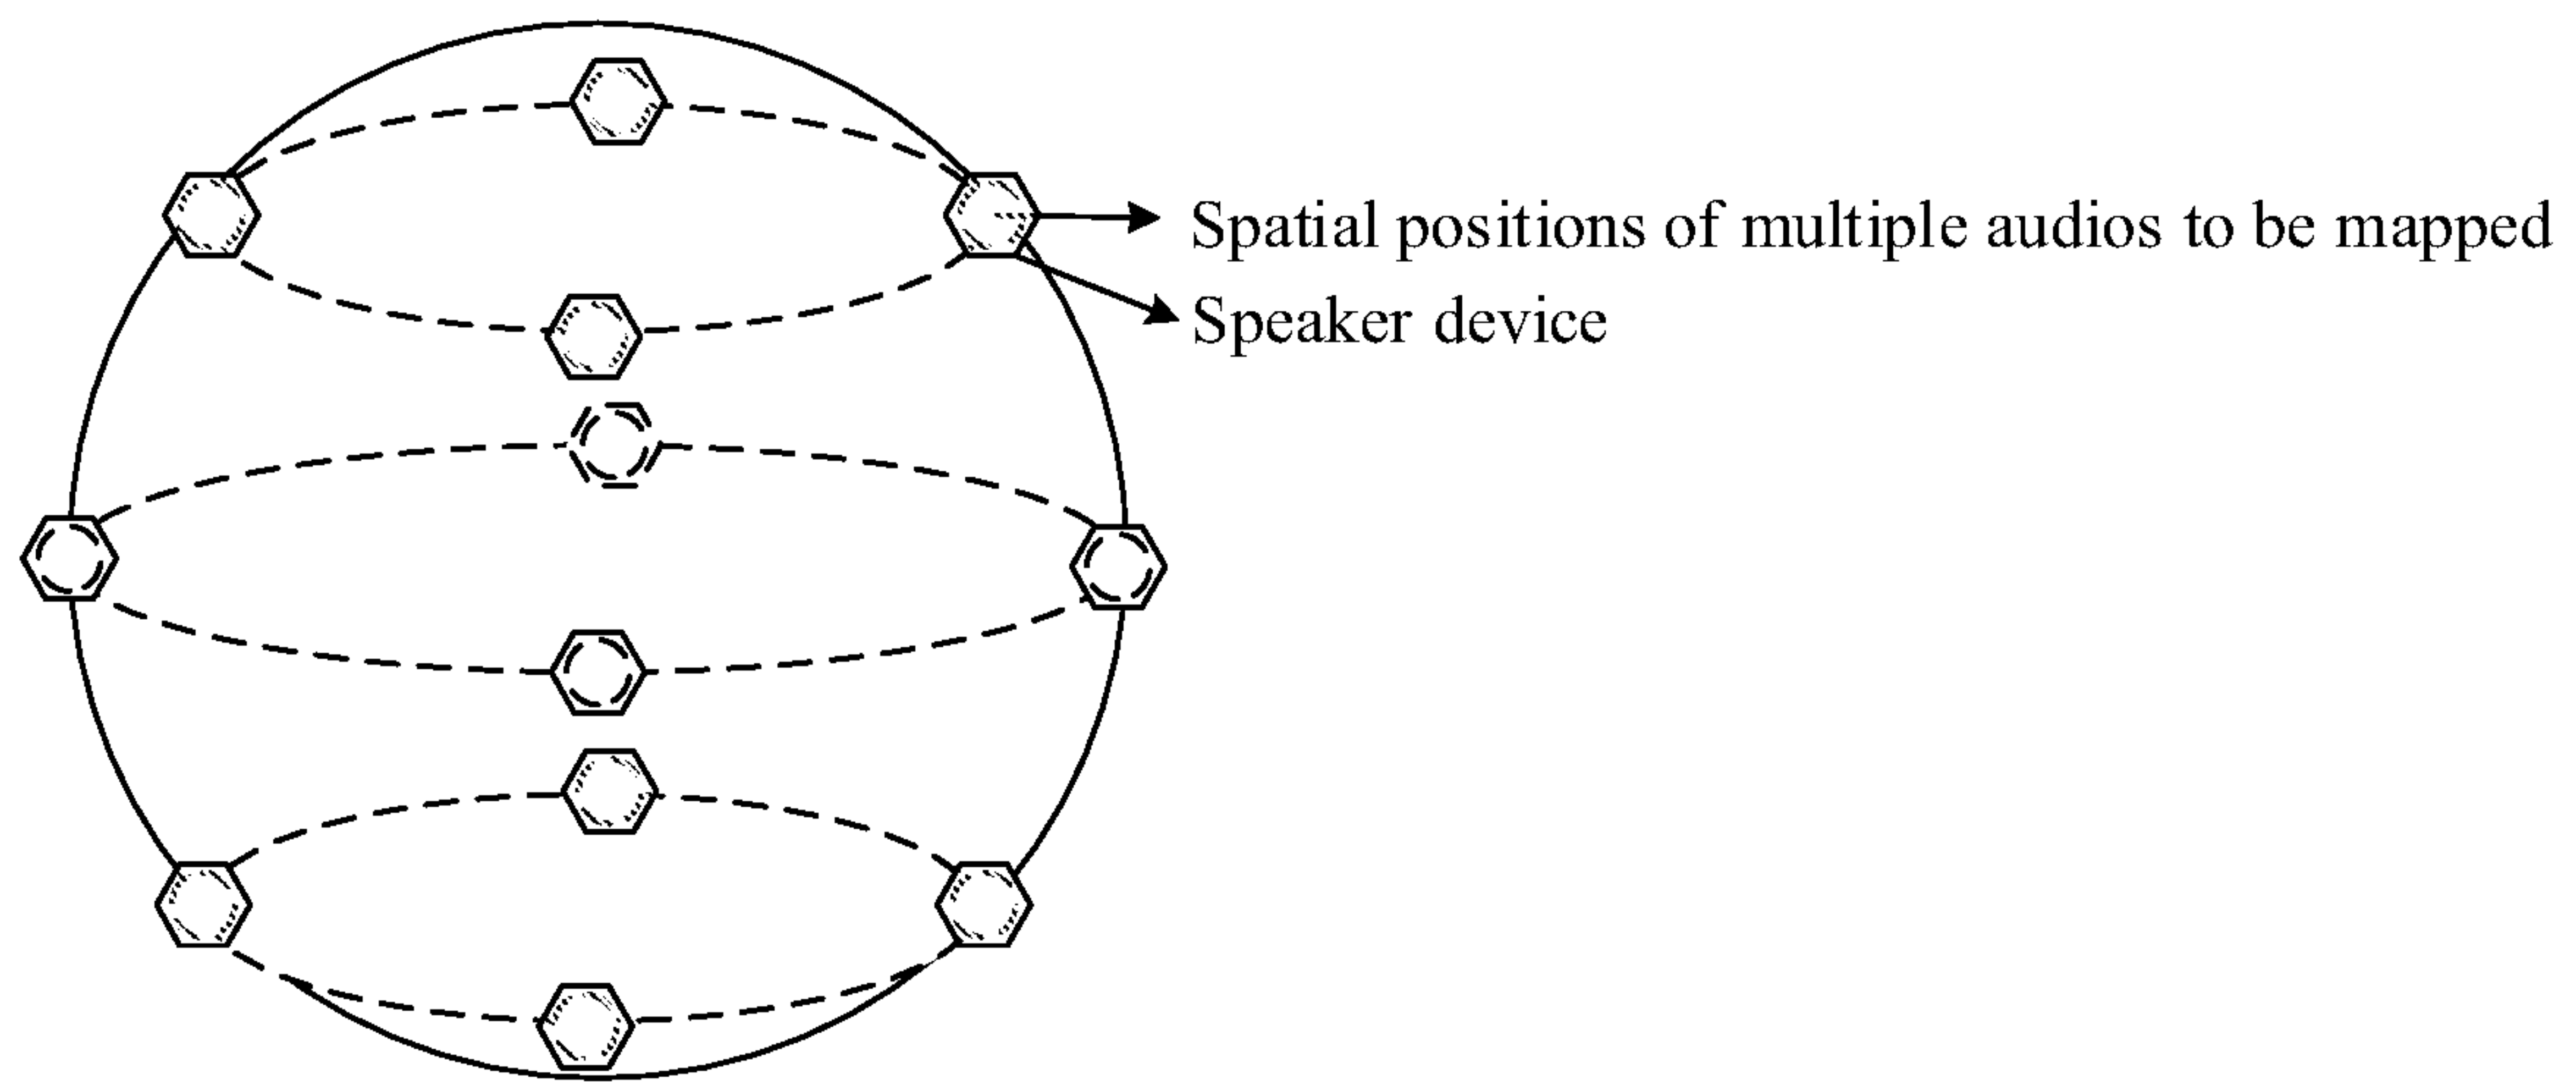 Spatial positions of multiple audios to be mapped
Speaker device